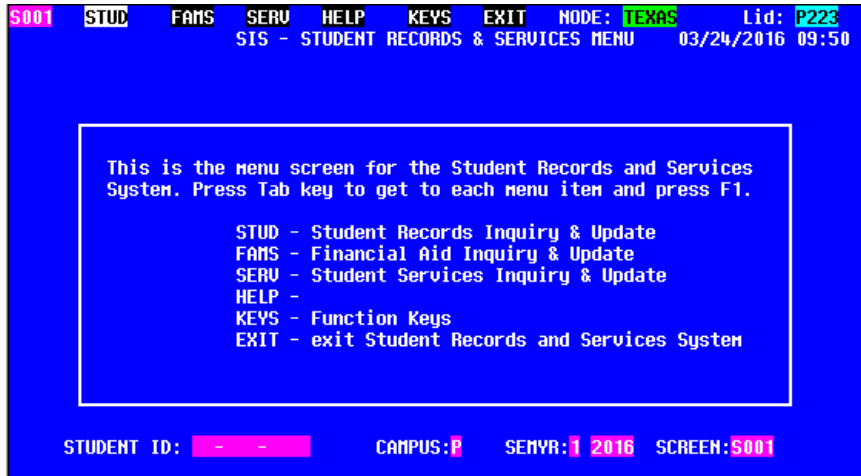 S001 STUD FAMS SERV HELP KEYS EXIT NODE: TEXAS Lid: P223
SIS - STUDENT RECORDS & SERVICES MENU 03/24/2016 09:50
This is the menu screen for the Student Records and Services
System. Press Tab key to get to each menu item and press F1.
STUD - Student Records Inquiry & Update
FAMS - Financial Aid Inquiry & Update
SERV - Student Services Inquiry & Update
HELP -
KEYS - Function Keys
EXIT - exit Student Records and Services System
STUDENT ID: - - CAMPUS:P SEMYR:1 2016 SCREEN:S001